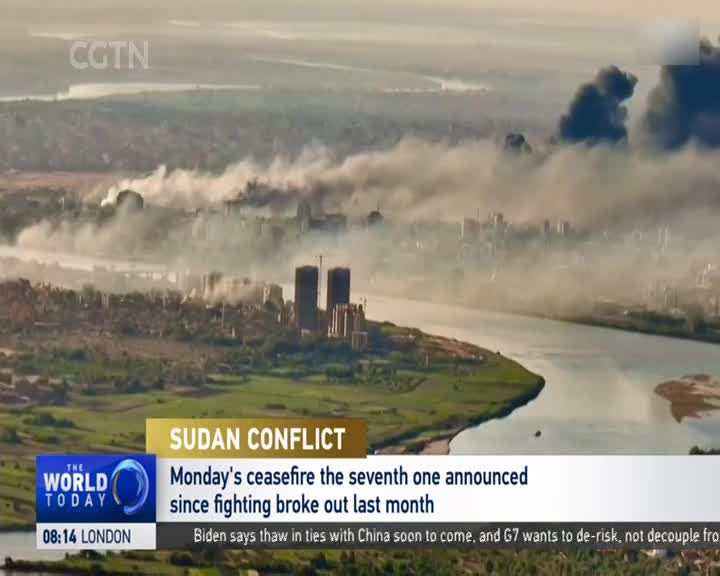 CGTN
SUDAN CONFLICT
Monday's ceasefire the seventh one announced
since fighting broke out last month
THE
WORLD
TODAY
08:14 LONDON
Biden says thaw in ties with China soon to come, and G7 wants to de-risk, not decouple fro